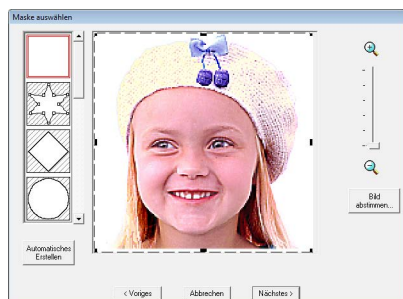 Maske auswählen
Automatisches
Erstellen
Bild
abstimmen...
< Voriges
Abbrechen
Nächstes >